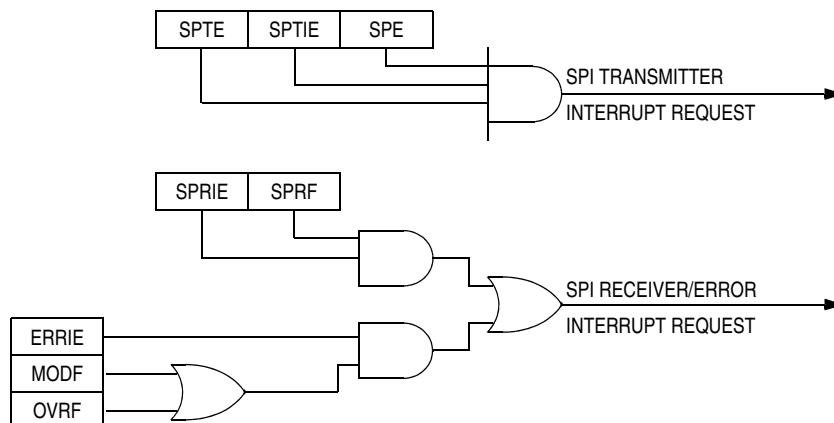 SPTE SPTIE SPE
SPI TRANSMITTER
INTERRUPT REQUEST
SPRIE SPRF
SPI RECEIVER/ERROR
INTERRUPT REQUEST
ERRIE
MODF
OVRF